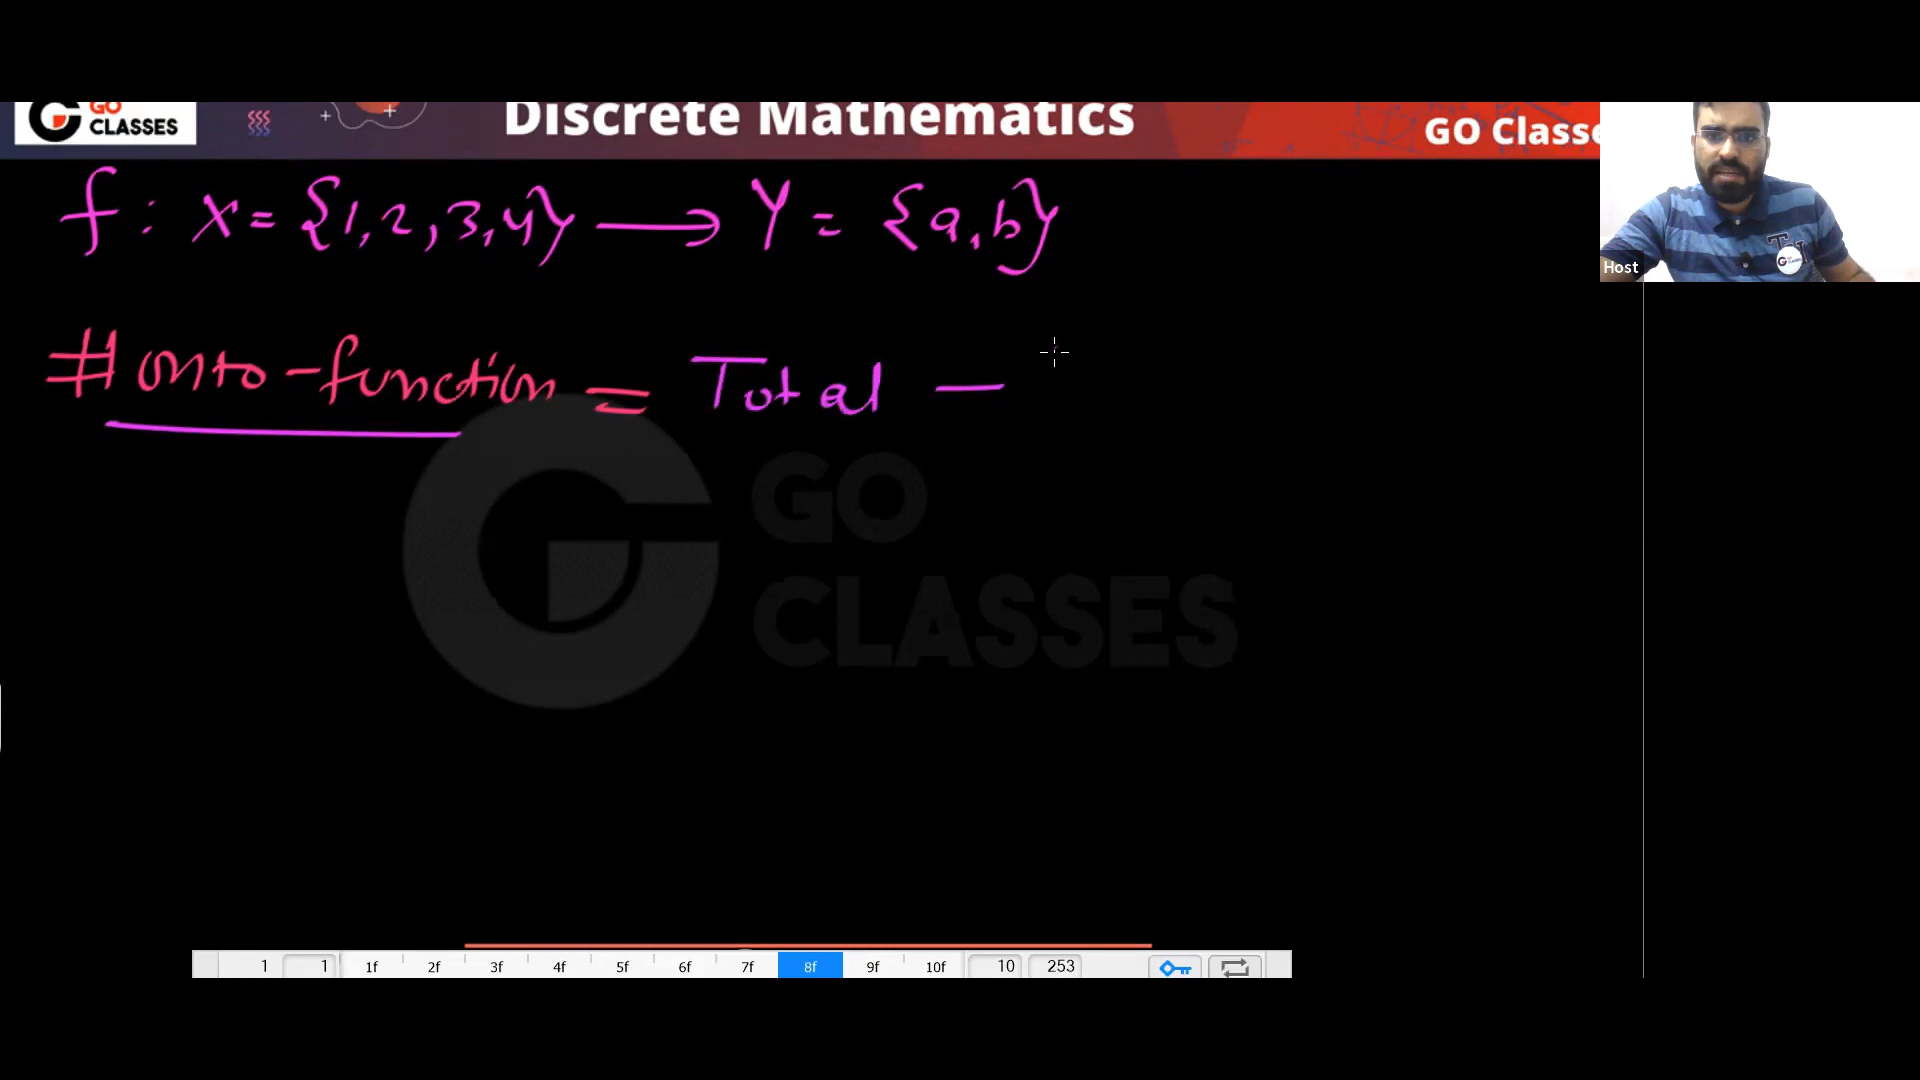 GO CLASSES
Discrete Mathematics
GO Classe
Host
f: X = {1,2,3,4} ⟶ Y = {a,b}
#onto-function = Total —
GO
CLASSES
1 1 1f 2f 3f 4f 5f 6f 7f 8f 9f 10f 10 253